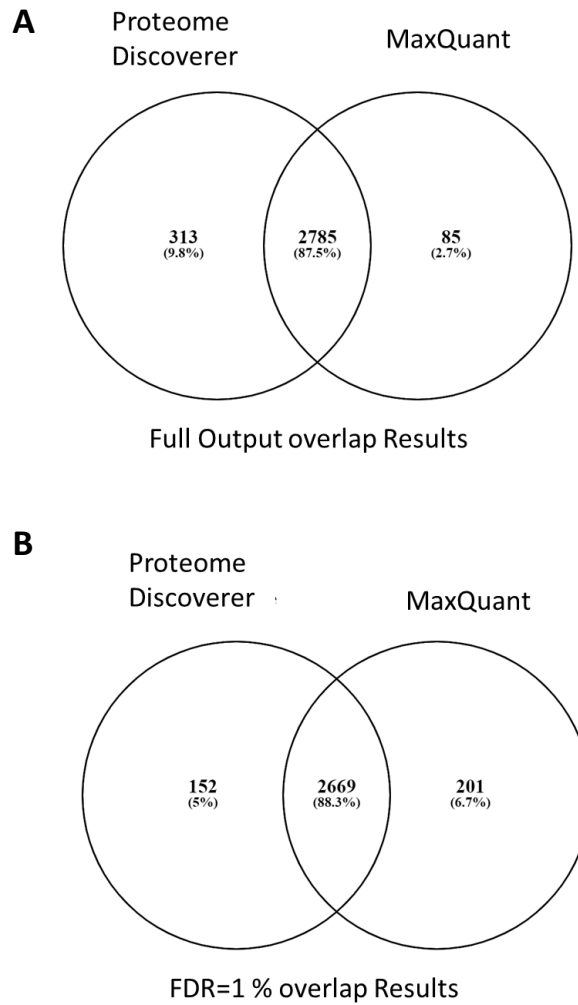 A
Proteome
Discoverer
MaxQuant
313
(9.8%)
2785
(87.5%)
85
(2.7%)
Full Output overlap Results
B
Proteome
Discoverer
MaxQuant
152
(5%)
2669
(88.3%)
201
(6.7%)
FDR=1 % overlap Results